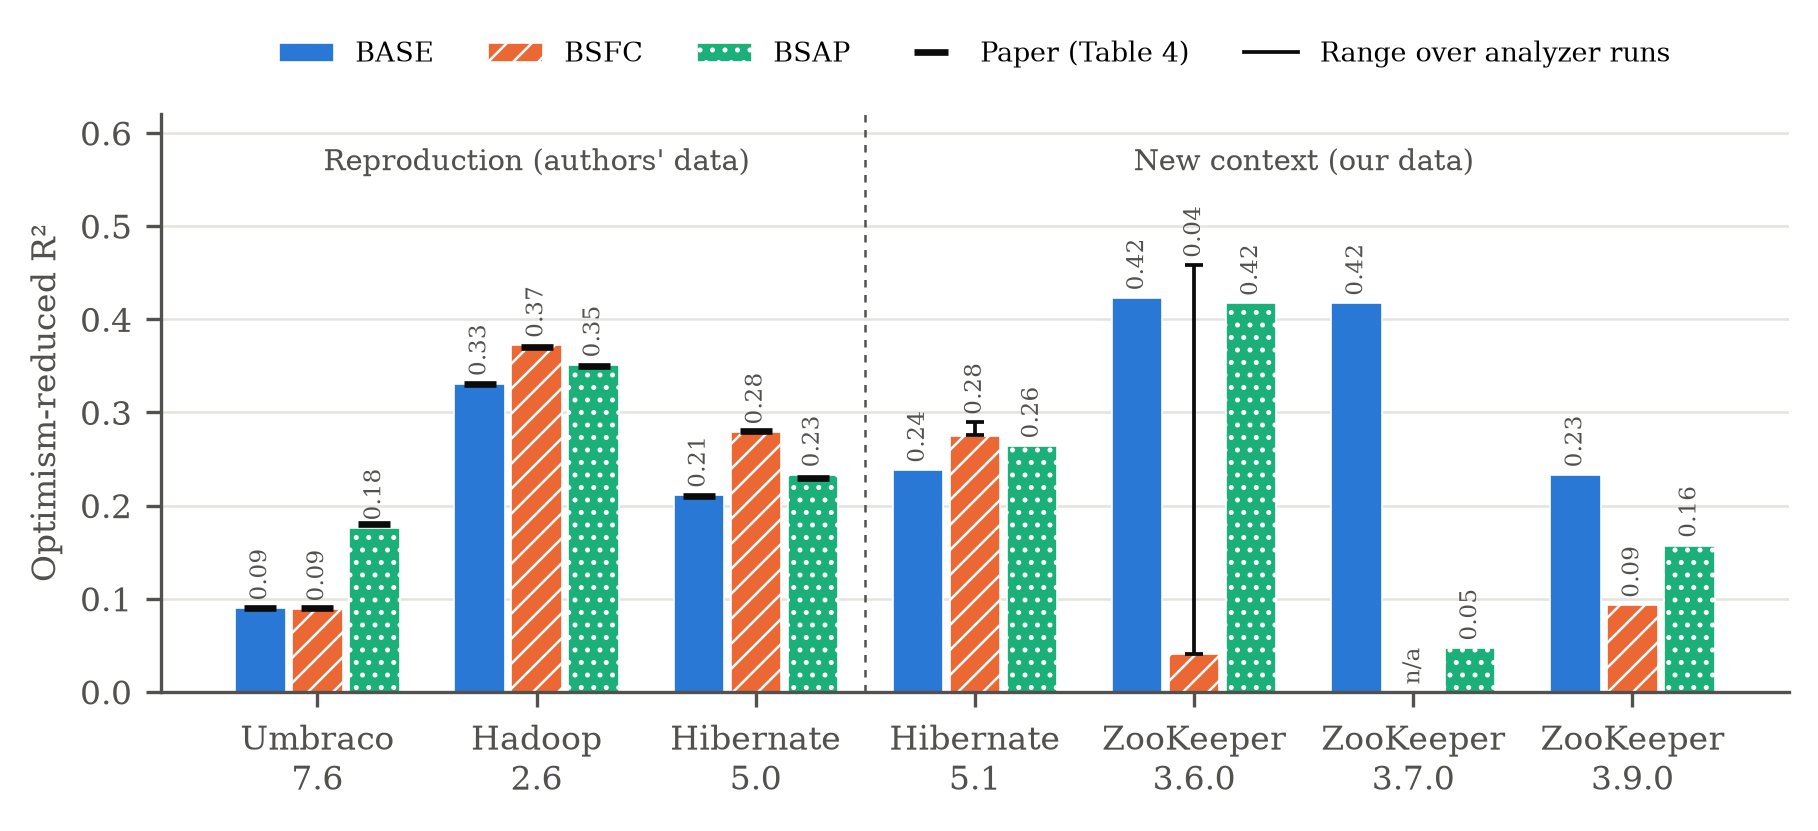 BASE BSFC BSAP Paper (Table 4) Range over analyzer runs
Optimism-reduced R²
0.6
0.5
0.4
0.3
0.2
0.1
0.0
Reproduction (authors' data)
New context (our data)
0.09 0.09 0.18
0.33 0.37 0.35
0.21 0.28 0.23
0.24 0.28 0.26
0.42 0.04 0.42
0.42 n/a 0.05
0.23 0.09 0.16
Umbraco
7.6
Hadoop
2.6
Hibernate
5.0
Hibernate
5.1
ZooKeeper
3.6.0
ZooKeeper
3.7.0
ZooKeeper
3.9.0